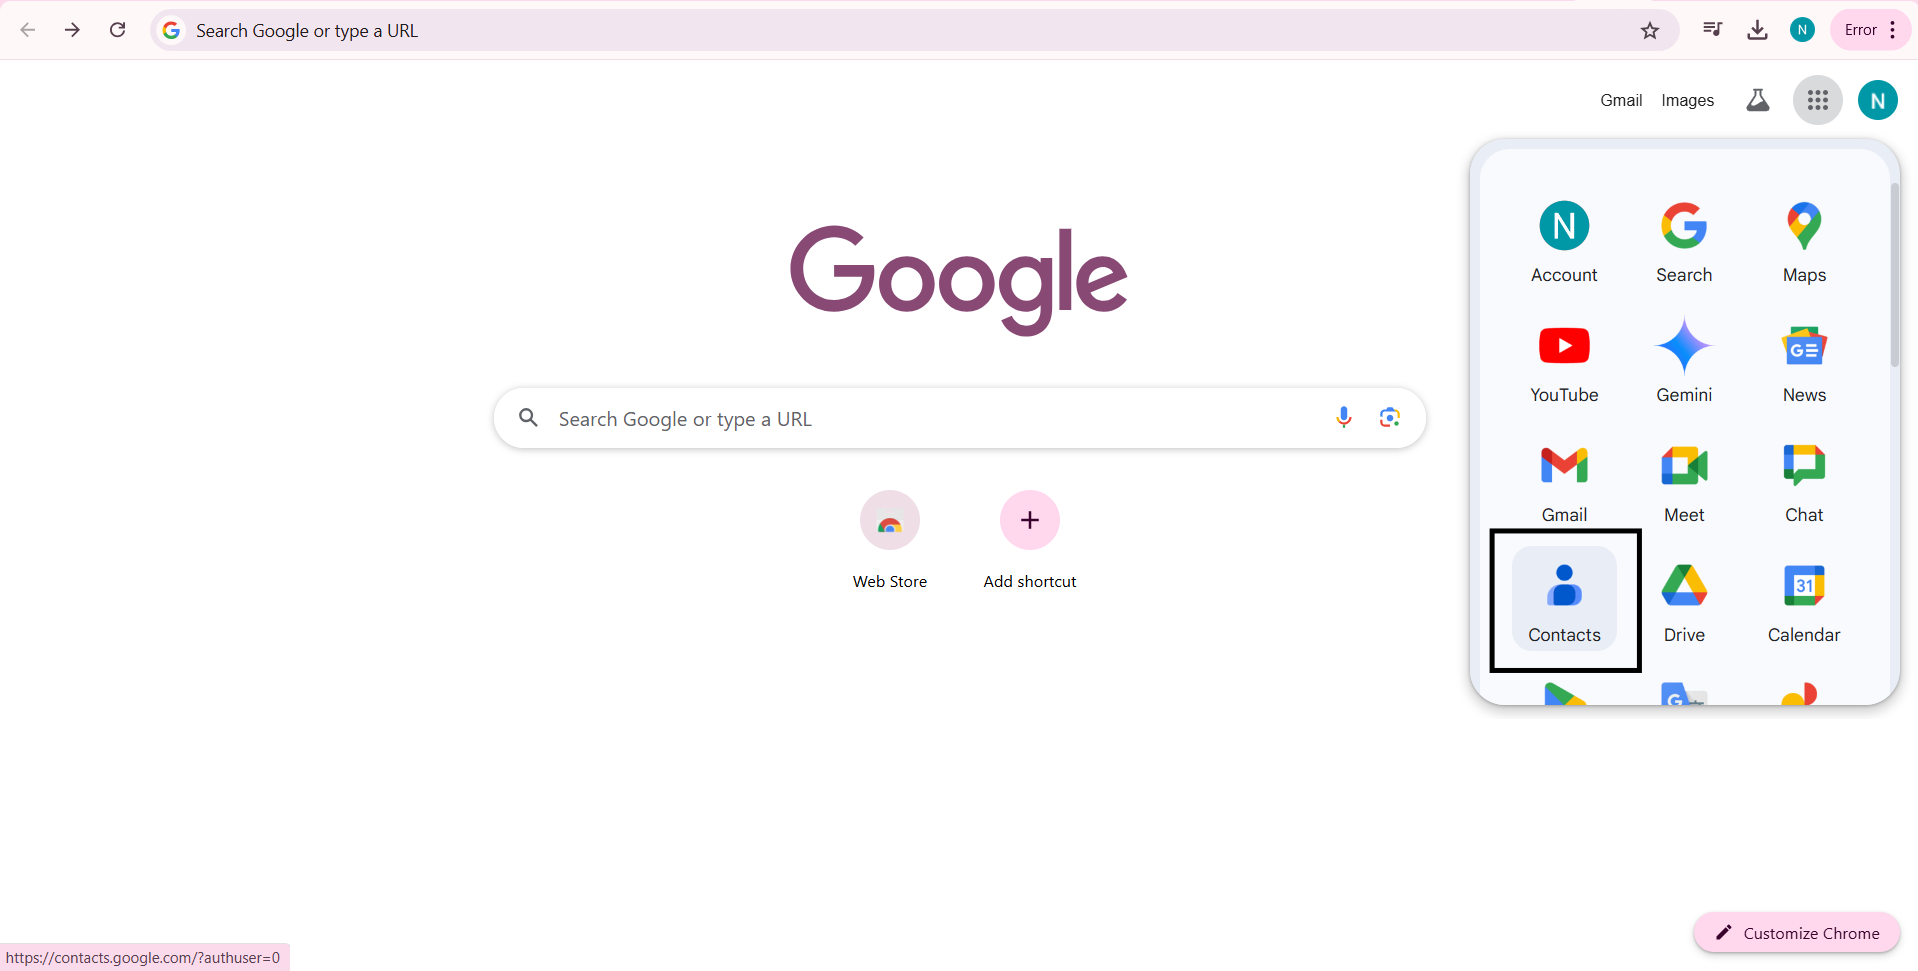 Search Google or type a URL
N
Error
Gmail Images
N
Google
Search Google or type a URL
Web Store Add shortcut
N G
Account Search Maps
G
YouTube Gemini News
Gmail Meet Chat
31
Contacts Drive Calendar
G
Customize Chrome
https://contacts.google.com/?authuser=0